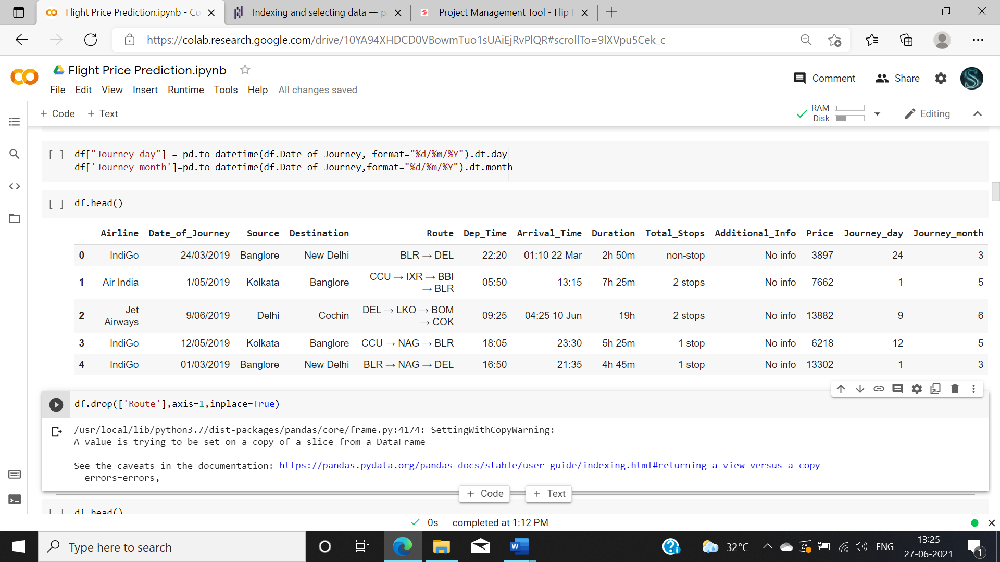 Flight Price Prediction.ipynb - Co
Indexing and selecting data — p
Project Management Tool - Flip
https://colab.research.google.com/drive/10YA94XHDCD0VBowmTuo1sUAiEjRvPlQR#scrollTo=9lXVpu5Cek_c
Flight Price Prediction.ipynb
Comment
Share
File Edit View Insert Runtime Tools Help All changes saved
+ Code + Text
RAM
Disk
Editing
[ ] df["Journey_day"] = pd.to_datetime(df.Date_of_Journey, format="%d/%m/%Y").dt.day
df['Journey_month']=pd.to_datetime(df.Date_of_Journey,format="%d/%m/%Y").dt.month
[ ] df.head()
Airline Date_of_Journey Source Destination Route Dep_Time Arrival_Time Duration Total_Stops Additional_Info Price Journey_day Journey_month
0 IndiGo 24/03/2019 Banglore New Delhi BLR → DEL 22:20 01:10 22 Mar 2h 50m non-stop No info 3897 24 3
1 Air India 1/05/2019 Kolkata Banglore CCU → IXR → BBI → BLR 05:50 13:15 7h 25m 2 stops No info 7662 1 5
2 Jet Airways 9/06/2019 Delhi Cochin DEL → LKO → BOM → COK 09:25 04:25 10 Jun 19h 2 stops No info 13882 9 6
3 IndiGo 12/05/2019 Kolkata Banglore CCU → NAG → BLR 18:05 23:30 5h 25m 1 stop No info 6218 12 5
4 IndiGo 01/03/2019 Banglore New Delhi BLR → NAG → DEL 16:50 21:35 4h 45m 1 stop No info 13302 1 3
df.drop(['Route'],axis=1,inplace=True)
/usr/local/lib/python3.7/dist-packages/pandas/core/frame.py:4174: SettingWithCopyWarning:
A value is trying to be set on a copy of a slice from a DataFrame
See the caveats in the documentation: https://pandas.pydata.org/pandas-docs/stable/user_guide/indexing.html#returning-a-view-versus-a-copy
errors=errors,
+ Code + Text
[ ] df.head()
0s completed at 1:12 PM
Type here to search
32°C
ENG
13:25
27-06-2021
1